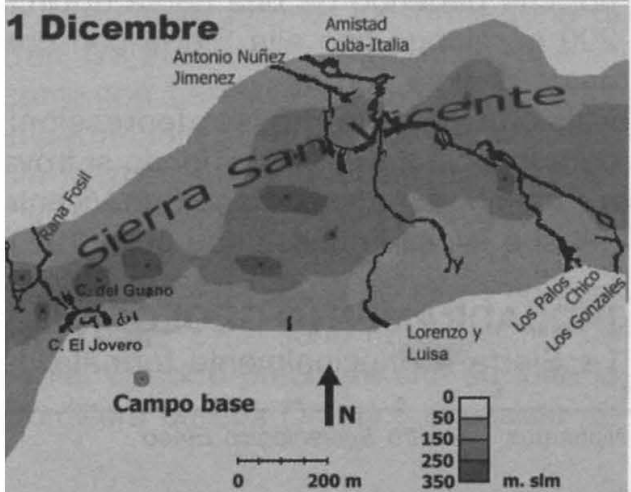 1 Dicembre
Amistad
Cuba-Italia
Antonio Nuñez
Jimenez
Sierra San Vicente
Rana Fosil
C. del Guano
C. El Jovero
Los Palos
Chico
Los Gonzales
Lorenzo y
Luisa
Campo base
N
0
50
150
250
350
m. slm
0 200 m